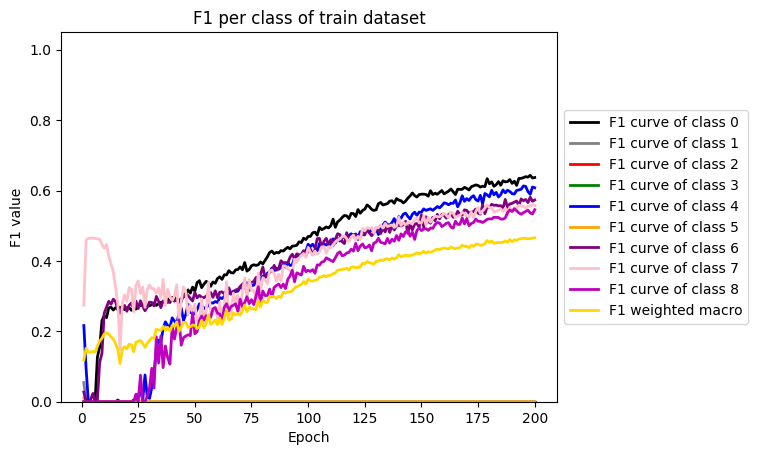 F1 per class of train dataset
1.0
0.8
0.6
0.4
0.2
0.0
F1 value
0
25
50
75
100
125
150
175
200
Epoch
F1 curve of class 0
F1 curve of class 1
F1 curve of class 2
F1 curve of class 3
F1 curve of class 4
F1 curve of class 5
F1 curve of class 6
F1 curve of class 7
F1 curve of class 8
F1 weighted macro